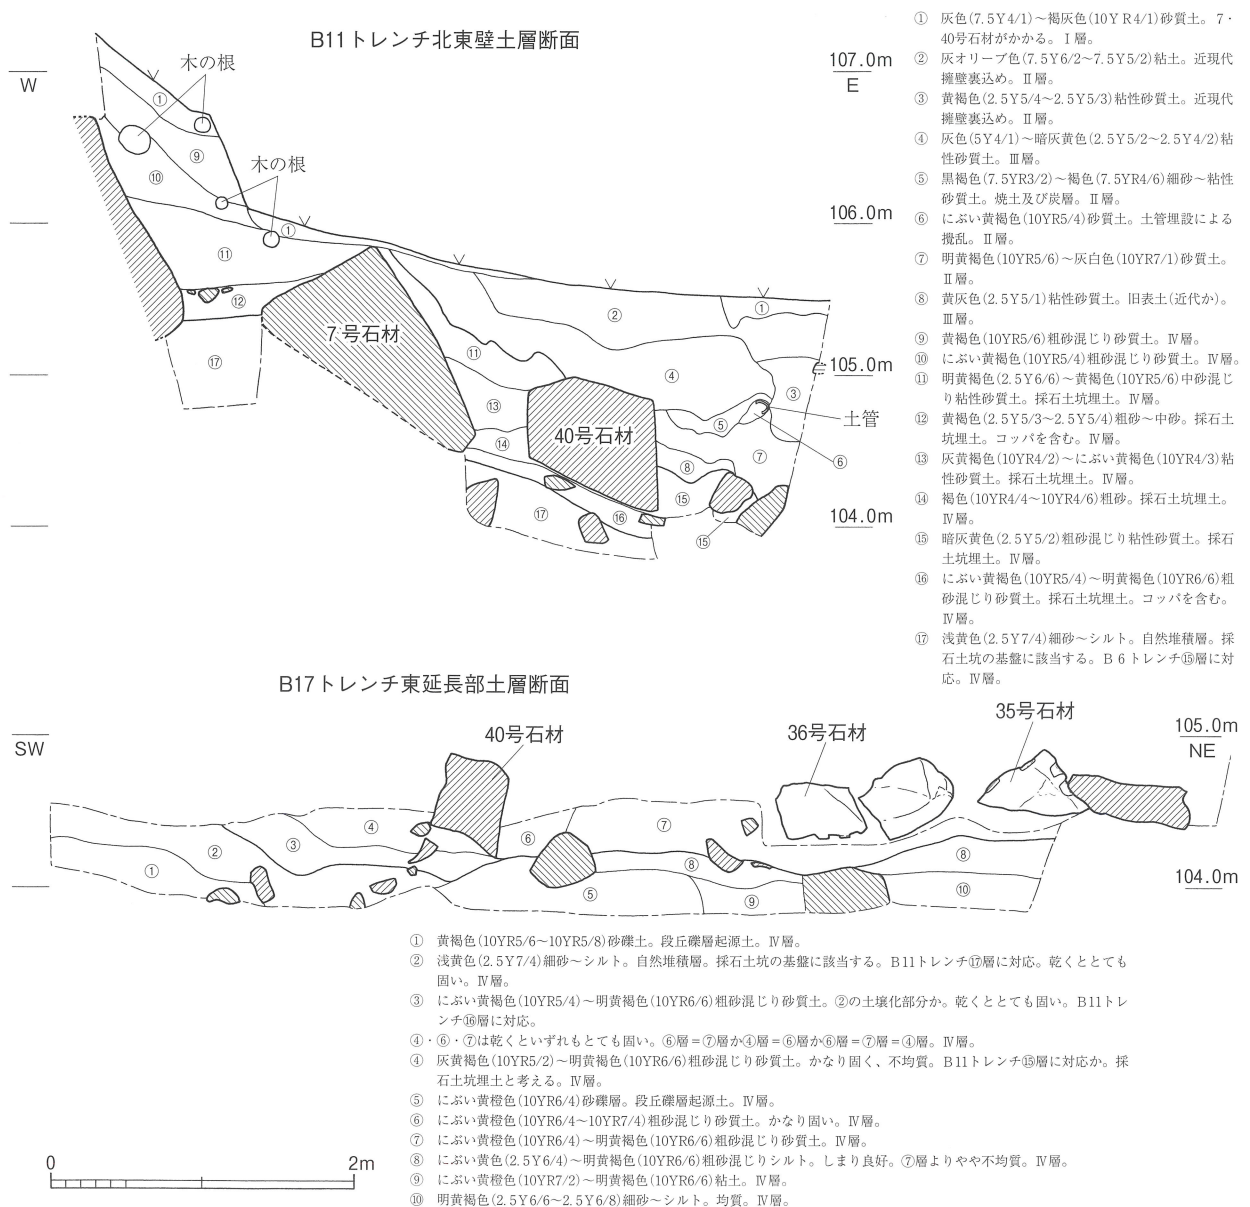 B11トレンチ北東壁土層断面
107.0m
W
E
木の根
①
⑨
⑩
木の根
106.0m
①
⑪
⑫
②
①
7号石材
105.0m
⑪
④
③
⑰
⑬
⑤
土管
40号石材
⑭
⑦
⑥
⑧
⑮
104.0m
⑰
⑯
⑮
① 灰色(7.5Y4/1)～褐灰色(10YR4/1)砂質土。7・
40号石材がかかる。Ⅰ層。
② 灰オリーブ色(7.5Y6/2～7.5Y5/2)粘土。近現代
擁壁裏込め。Ⅱ層。
③ 黄褐色(2.5Y5/4～2.5Y5/3)粘性砂質土。近現代
擁壁裏込め。Ⅱ層。
④ 灰色(5Y4/1)～暗灰黄色(2.5Y5/2～2.5Y4/2)粘
性砂質土。Ⅲ層。
⑤ 黒褐色(7.5YR3/2)～褐色(7.5YR4/6)細砂～粘性
砂質土。焼土及び炭層。Ⅱ層。
⑥ にぶい黄褐色(10YR5/4)砂質土。土管埋設による
攪乱。Ⅱ層。
⑦ 明黄褐色(10YR5/6)～灰白色(10YR7/1)砂質土。
Ⅱ層。
⑧ 黄灰色(2.5Y5/1)粘性砂質土。旧表土(近代か)。
Ⅲ層。
⑨ 黄褐色(10YR5/6)粗砂混じり砂質土。Ⅳ層。
⑩ にぶい黄褐色(10YR5/4)粗砂混じり砂質土。Ⅳ層。
⑪ 明黄褐色(2.5Y6/6)～黄褐色(10YR5/6)中砂混じ
り粘性砂質土。採石土坑埋土。Ⅳ層。
⑫ 黄褐色(2.5Y5/3～2.5Y5/4)粗砂～中砂。採石土
坑埋土。コッパを含む。Ⅳ層。
⑬ 灰黄褐色(10YR4/2)～にぶい黄褐色(10YR4/3)粘
性砂質土。採石土坑埋土。Ⅳ層。
⑭ 褐色(10YR4/4～10YR4/6)粗砂。採石土坑埋土。
Ⅳ層。
⑮ 暗灰黄色(2.5Y5/2)粗砂混じり粘性砂質土。採石
土坑埋土。Ⅳ層。
⑯ にぶい黄褐色(10YR5/4)～明黄褐色(10YR6/6)粗
砂混じり砂質土。採石土坑埋土。コッパを含む。
Ⅳ層。
⑰ 浅黄色(2.5Y7/4)細砂～シルト。自然堆積層。採
石土坑の基盤に該当する。B6トレンチ⑮層に対
応。Ⅳ層。
B17トレンチ東延長部土層断面
SW
40号石材
36号石材
35号石材
105.0m
NE
④
⑦
③
⑥
②
①
⑧
⑧
104.0m
⑤
⑨
⑩
① 黄褐色(10YR5/6～10YR5/8)砂礫土。段丘礫層起源土。Ⅳ層。
② 浅黄色(2.5Y7/4)細砂～シルト。自然堆積層。採石土坑の基盤に該当する。B11トレンチ⑰層に対応。乾くととても
固い。Ⅳ層。
③ にぶい黄褐色(10YR5/4)～明黄褐色(10YR6/6)粗砂混じり砂質土。②の土壌化部分か。乾くととても固い。B11トレ
ンチ⑯層に対応。
④・⑥・⑦は乾くといずれもとても固い。⑥層＝⑦層か④層＝⑥層か⑥層＝⑦層＝④層。Ⅳ層。
④ 灰黄褐色(10YR5/2)～明黄褐色(10YR6/6)粗砂混じり砂質土。かなり固く、不均質。B11トレンチ⑮層に対応か。採
石土坑埋土と考える。Ⅳ層。
⑤ にぶい黄橙色(10YR6/4)砂礫層。段丘礫層起源土。Ⅳ層。
⑥ にぶい黄橙色(10YR6/4～10YR7/4)粗砂混じり砂質土。かなり固い。Ⅳ層。
⑦ にぶい黄橙色(10YR6/4)～明黄褐色(10YR6/6)粗砂混じり砂質土。Ⅳ層。
⑧ にぶい黄色(2.5Y6/4)～明黄褐色(10YR6/6)粗砂混じりシルト。しまり良好。⑦層よりやや不均質。Ⅳ層。
⑨ にぶい黄橙色(10YR7/2)～明黄褐色(10YR6/6)粘土。Ⅳ層。
⑩ 明黄褐色(2.5Y6/6～2.5Y6/8)細砂～シルト。均質。Ⅳ層。
0
2m